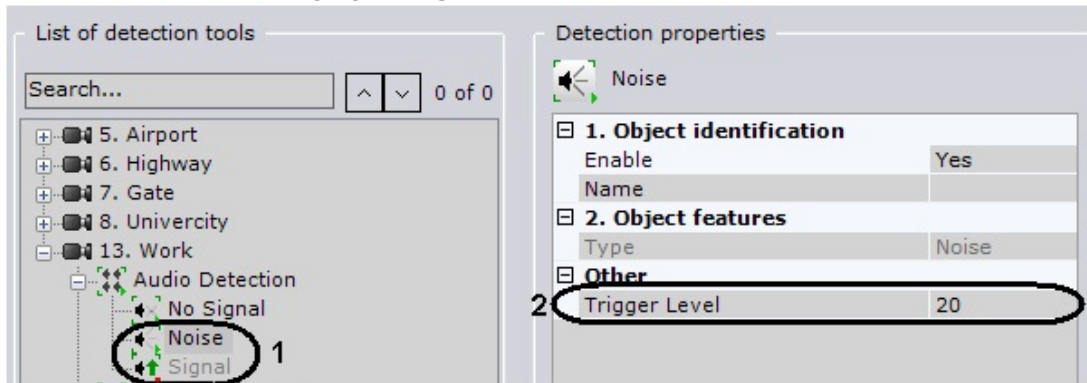 List of detection tools
Search...
0 of 0
5. Airport
6. Highway
7. Gate
8. Univercity
13. Work
Audio Detection
No Signal
Noise
Signal
1
Detection properties
Noise
1. Object identification
Enable Yes
Name
2. Object features
Type Noise
Other
2 Trigger Level 20